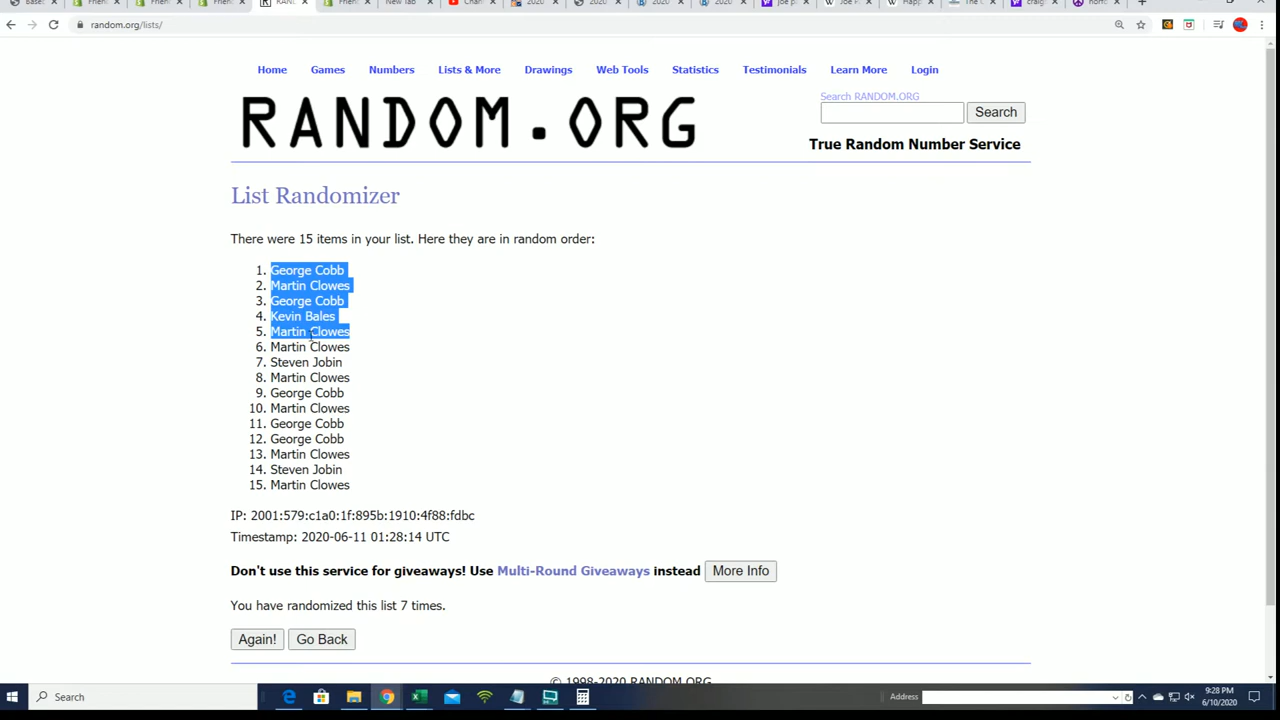 random.org/lists/
Home Games Numbers Lists & More Drawings Web Tools Statistics Testimonials Learn More Login
Search RANDOM.ORG
RANDOM.ORG
Search
True Random Number Service
List Randomizer
There were 15 items in your list. Here they are in random order:
1. George Cobb
2. Martin Clowes
3. George Cobb
4. Kevin Bales
5. Martin Clowes
6. Martin Clowes
7. Steven Jobin
8. Martin Clowes
9. George Cobb
10. Martin Clowes
11. George Cobb
12. George Cobb
13. Martin Clowes
14. Steven Jobin
15. Martin Clowes
IP: 2001:579:c1a0:1f:895b:1910:4f88:fdbc
Timestamp: 2020-06-11 01:28:14 UTC
Don't use this service for giveaways! Use Multi-Round Giveaways instead More Info
You have randomized this list 7 times.
Again! Go Back
© 1998-2020 RANDOM.ORG
Search
Address
9:28 PM
6/10/2020